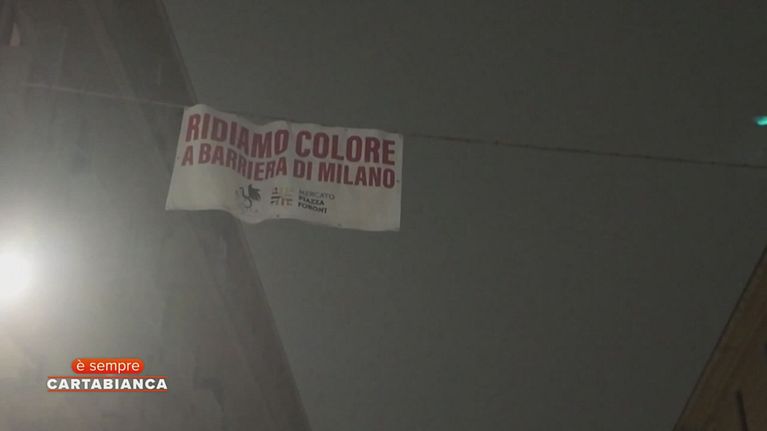 RIDIAMO COLORE
A BARRIERA DI MILANO
MERCATO
PIAZZA
FORONI
è sempre
CARTABIANCA